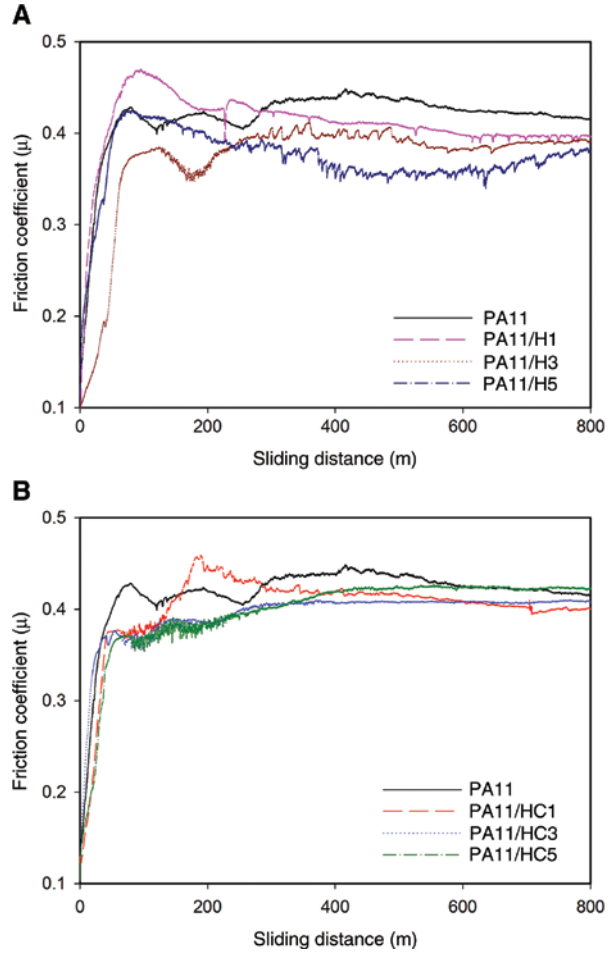 A
0.5
0.4
0.3
0.2
0.1
Friction coefficient (μ)
PA11
PA11/H1
PA11/H3
PA11/H5
0 200 400 600 800
Sliding distance (m)
B
0.5
0.4
0.3
0.2
0.1
Friction coefficient (μ)
PA11
PA11/HC1
PA11/HC3
PA11/HC5
0 200 400 600 800
Sliding distance (m)